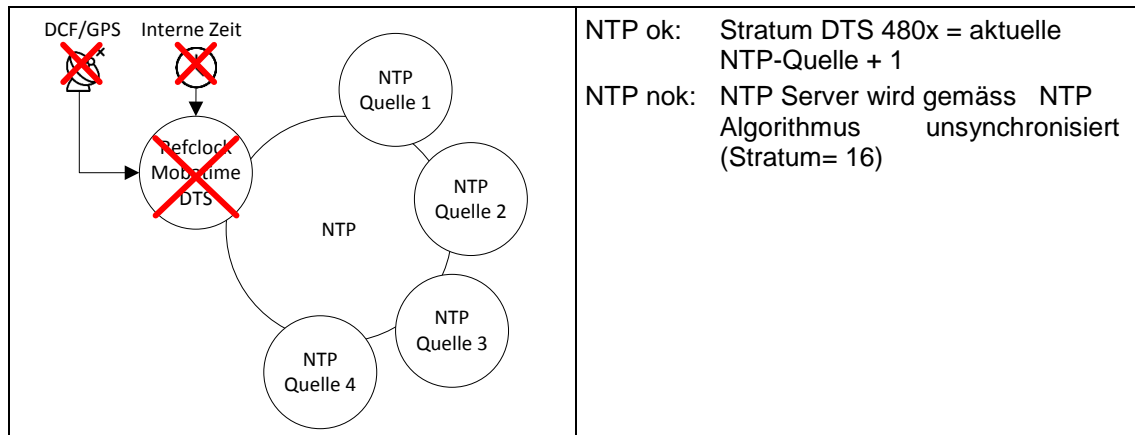 DCF/GPS Interne Zeit
Refclock
Mobatime
DTS
NTP
Quelle 1
NTP
Quelle 2
NTP
NTP
Quelle 3
NTP
Quelle 4
NTP ok: Stratum DTS 480x = aktuelle
NTP-Quelle + 1
NTP nok: NTP Server wird gemäss NTP
Algorithmus unsynchronisiert
(Stratum= 16)